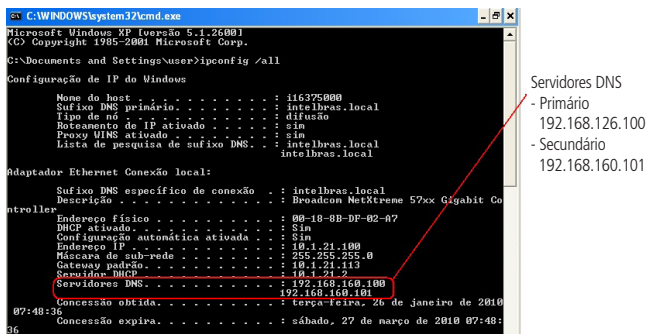 C:\WINDOWS\system32\cmd.exe
Microsoft Windows XP [versão 5.1.2600]
(C) Copyright 1985-2001 Microsoft Corp.
C:\Documents and Settings\user>ipconfig /all
Configuração de IP do Windows
Nome do host . . . . . . . . . . . : i16375000
Sufixo DNS primário. . . . . . . . : intelbras.local
Tipo de nó . . . . . . . . . . . . : difusão
Roteamento de IP ativado . . . . . : sim
Proxy WINS ativado . . . . . . . . : sim
Lista de pesquisa de sufixo DNS. . : intelbras.local
intelbras.local
Adaptador Ethernet Conexão local:
Sufixo DNS específico de conexão . : intelbras.local
Descrição . . . . . . . . . . . . : Broadcom NetXtreme 57xx Gigabit Co
ntroller
Endereço físico . . . . . . . . . : 00-18-8B-DF-02-A7
DHCP ativado. . . . . . . . . . . : Sim
Configuração automática ativada . . : Sim
Endereço IP . . . . . . . . . . . : 10.1.21.100
Máscara de sub-rede . . . . . . . : 255.255.255.0
Gateway padrão. . . . . . . . . . : 10.1.21.113
Servidor DHCP . . . . . . . . . . : 10.1.21.2
Servidores DNS. . . . . . . . . . : 192.168.160.100
192.168.160.101
Concessão obtida. . . . . . . . . : terça-feira, 26 de janeiro de 2010
07:48:36
Concessão expira. . . . . . . . . : sábado, 27 de março de 2010 07:48:
36
Servidores DNS
- Primário
192.168.126.100
- Secundário
192.168.160.101